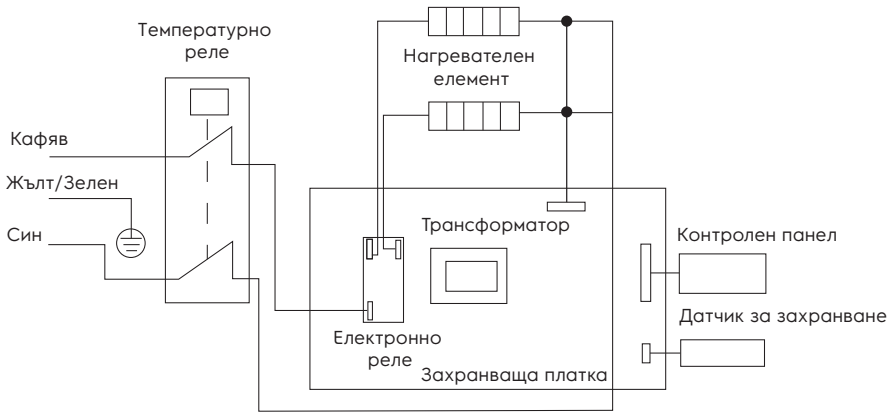 Температурно
реле
Нагревателен
елемент
Кафяв
Жълт/Зелен
Син
Трансформатор
Контролен панел
Датчик за захранване
Електронно
реле
Захранваща платка